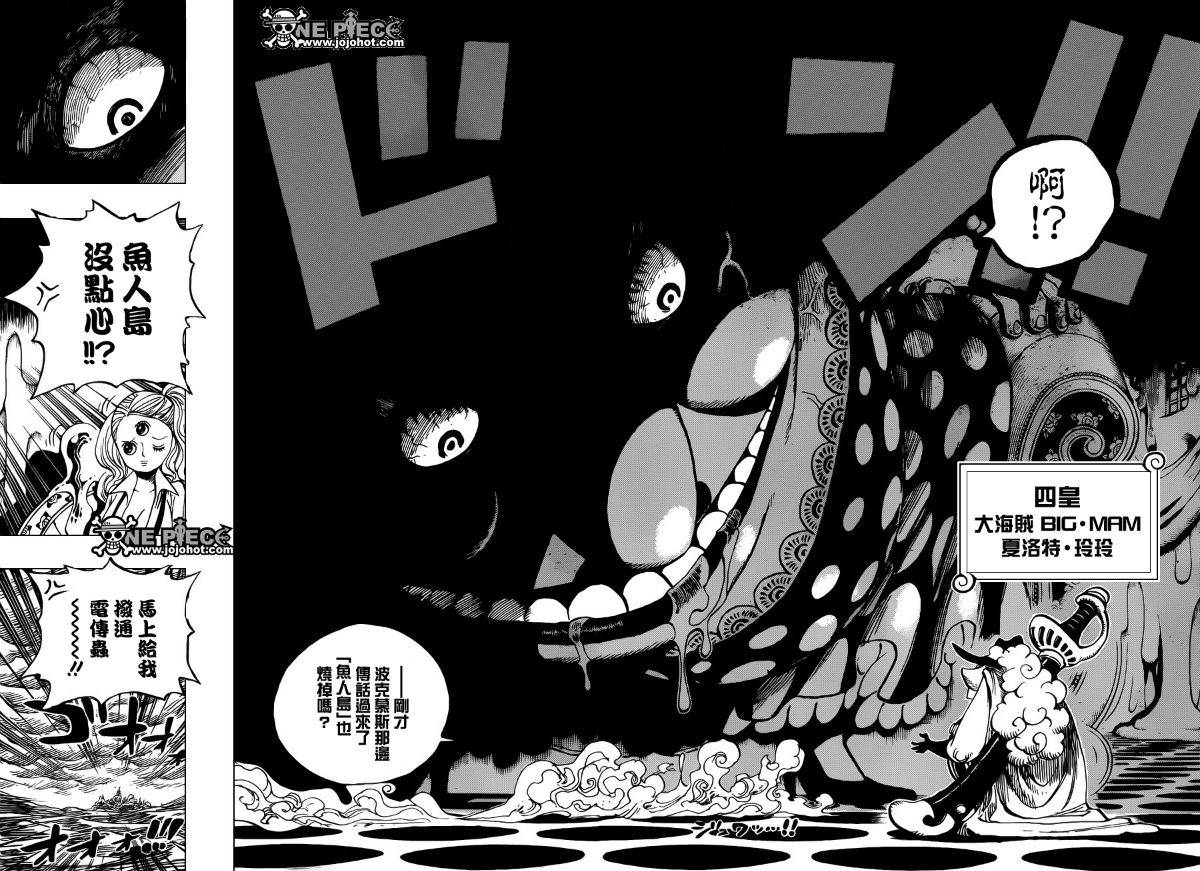 ONE PIECE
www.jojohot.com
ドーン!!
啊
!?
四皇
大海賊 BIG·MAM
夏洛特·玲玲
——剛才
波克慕斯那邊
傳話過來了
「魚人島」也
燒掉嗎?
魚人島
沒點心!!?
ONE PIECE
www.jojohot.com
馬上給我
撥通
電傳蟲
~~~~!!
ゴオオ
オオオ!!!